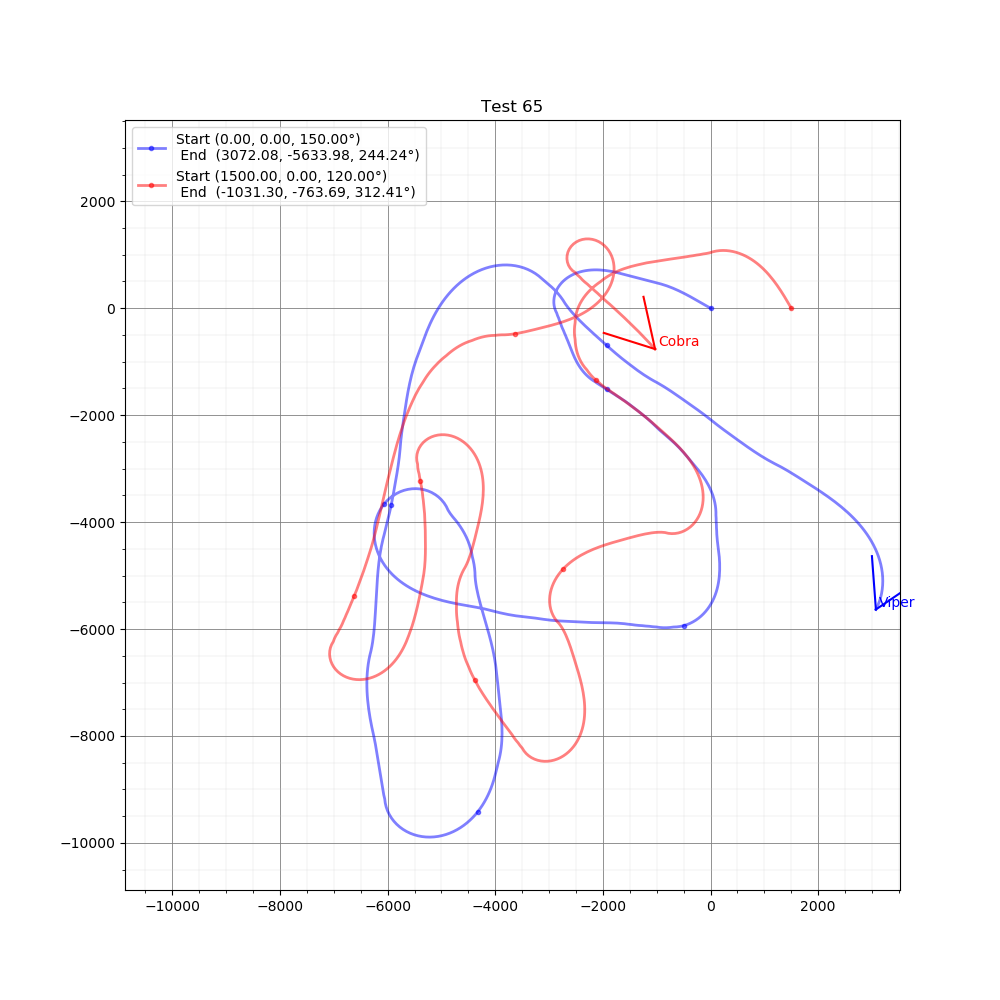 Test 65
Start (0.00, 0.00, 150.00°)
End (3072.08, -5633.98, 244.24°)
Start (1500.00, 0.00, 120.00°)
End (-1031.30, -763.69, 312.41°)
2000
0
−2000
−4000
−6000
−8000
−10000
Cobra
Viper
−10000 −8000 −6000 −4000 −2000 0 2000